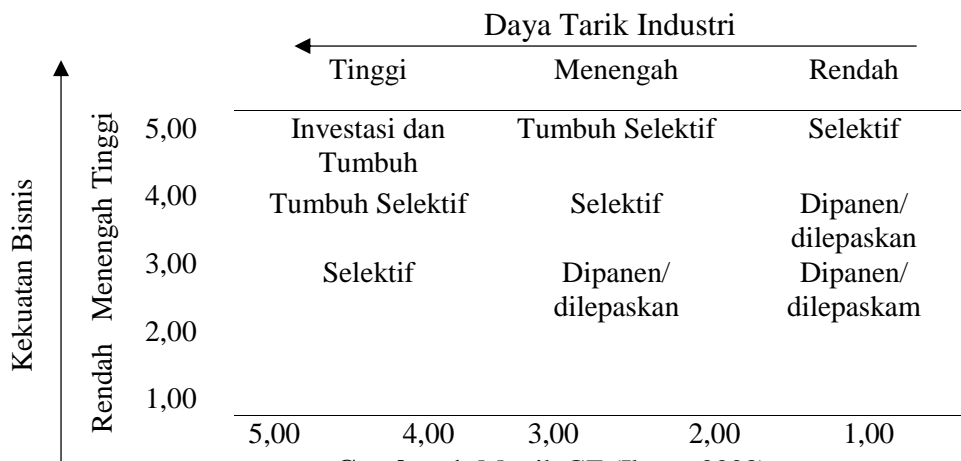 Daya Tarik Industri
Tinggi Menengah Rendah
Kekuatan Bisnis
Rendah Menengah Tinggi
5,00 Investasi dan Tumbuh Selektif Selektif
Tumbuh
4,00 Tumbuh Selektif Selektif Dipanen/
dilepaskan
3,00 Selektif Dipanen/ Dipanen/
dilepaskan dilepaskam
2,00
1,00
5,00 4,00 3,00 2,00 1,00